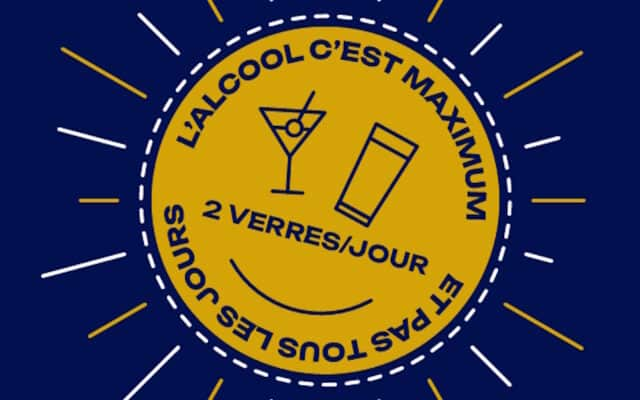 L'ALCOOL C'EST MAXIMUM
2 VERRES/JOUR
ET PAS TOUS LES JOURS